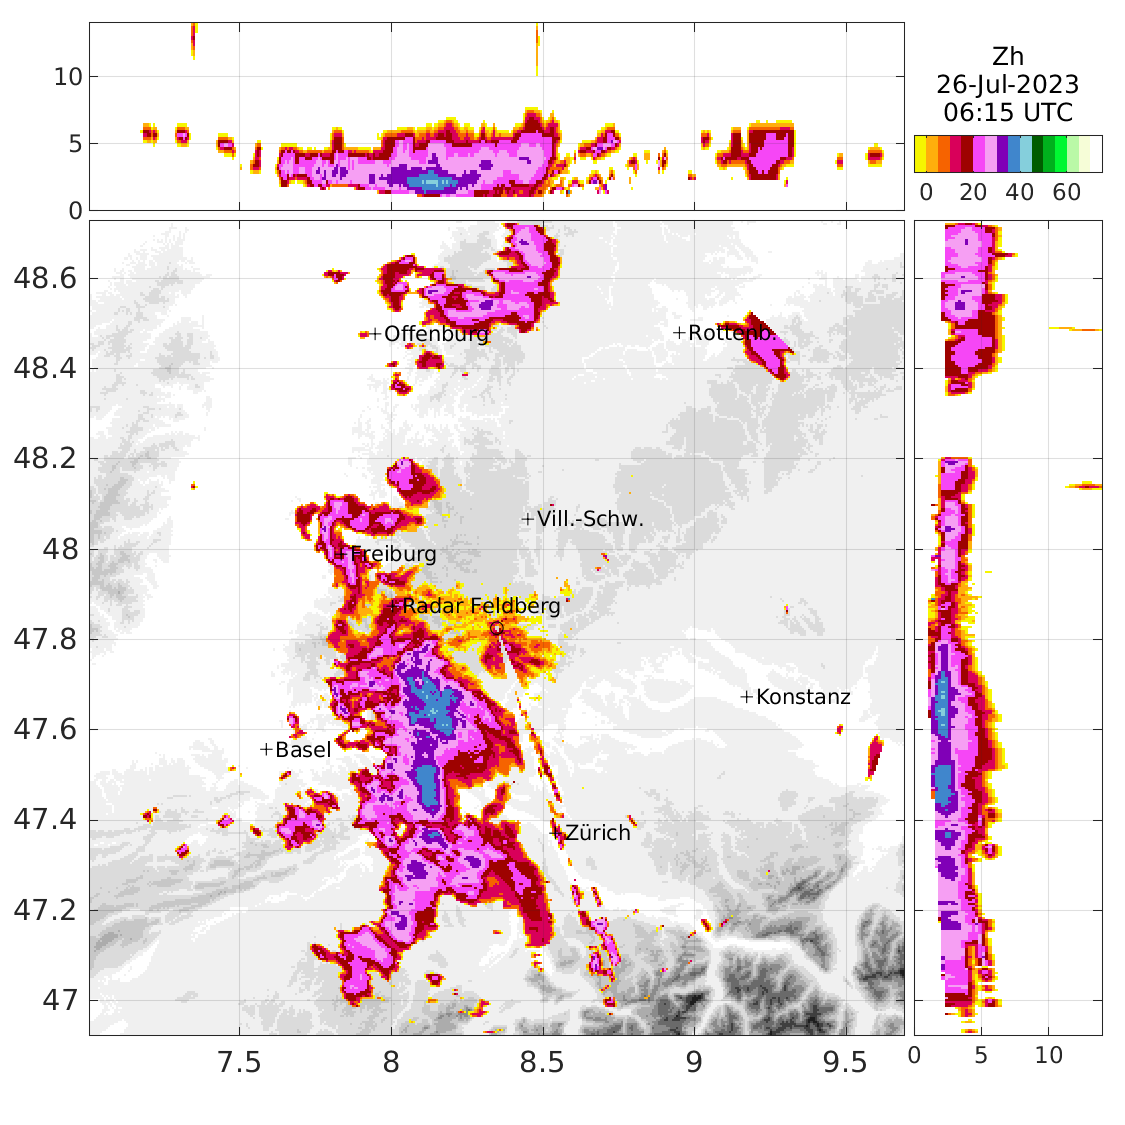 10
5
0
Zh
26-Jul-2023
06:15 UTC
0 20 40 60
48.6
48.4
48.2
48
47.8
47.6
47.4
47.2
47
+Offenburg
+Rottenb.
+Vill.-Schw.
+Freiburg
+Radar Feldberg
+Konstanz
+Basel
+Zürich
7.5 8 8.5 9 9.5
0 5 10